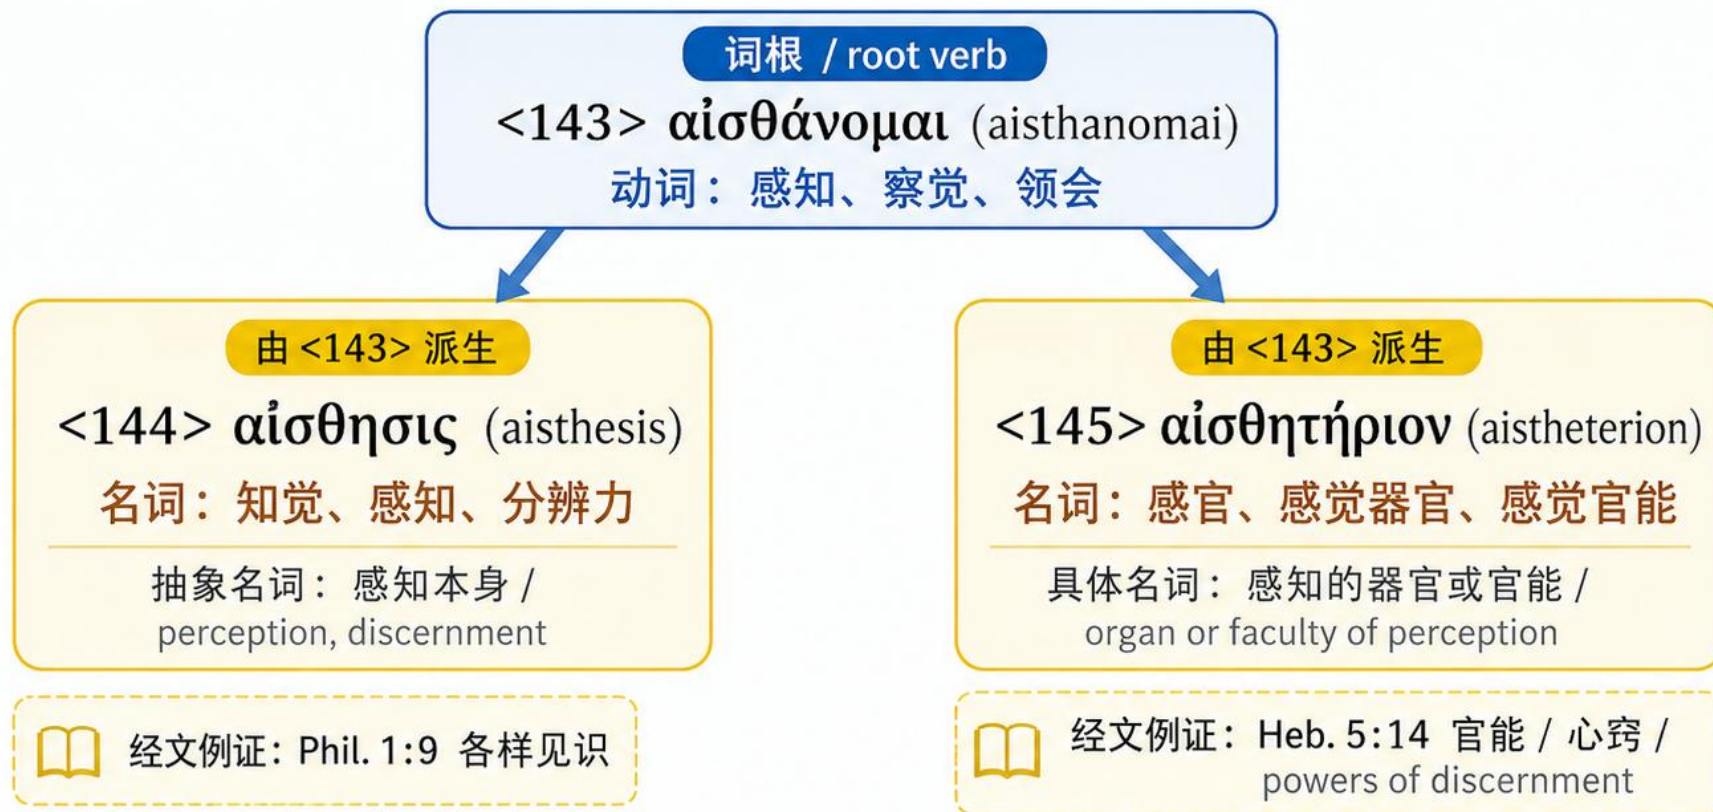 词根 / root verb
<143> αἰσθάνομαι (aisthanomai)
动词：感知、察觉、领会
由 <143> 派生
<144> αἴσθησις (aisthesis)
名词：知觉、感知、分辨力
抽象名词：感知本身 /
perception, discernment
经文例证: Phil. 1:9 各样见识
由 <143> 派生
<145> αἰσθητήριον (aistheterion)
名词：感官、感觉器官、感觉官能
具体名词：感知的器官或官能 /
organ or faculty of perception
经文例证：Heb. 5:14 官能 / 心窍 /
powers of discernment